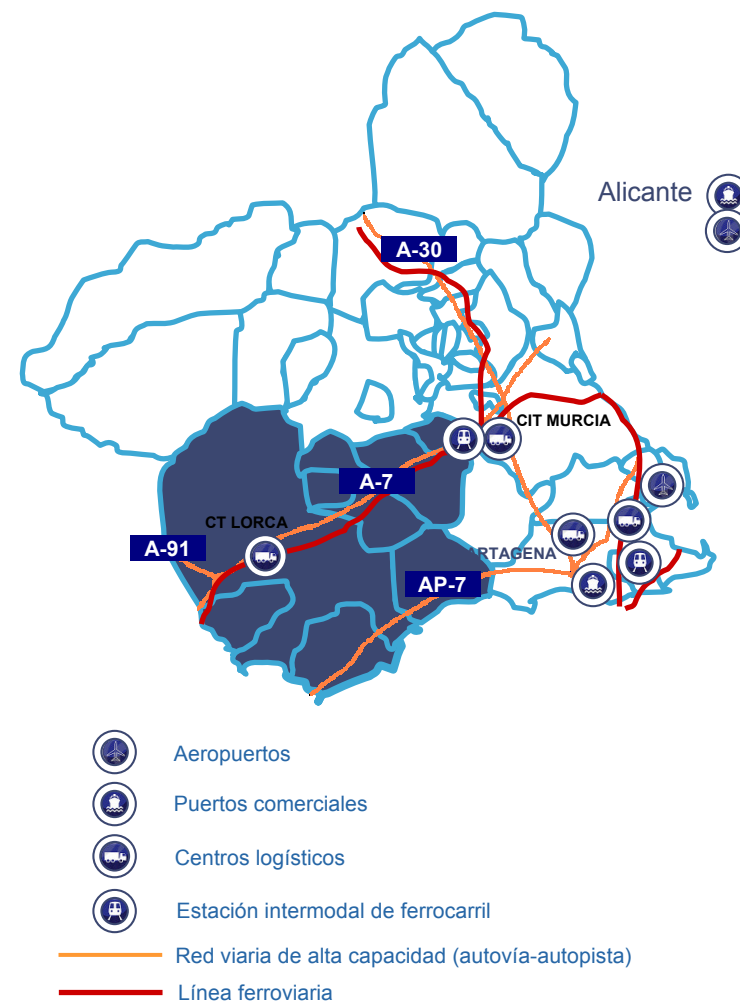 Alicante
A-30
CIT MURCIA
A-7
CT LORCA
A-91
ARTAGENA
AP-7
Aeropuertos
Puertos comerciales
Centros logísticos
Estación intermodal de ferrocarril
Red viaria de alta capacidad (autovía-autopista)
Línea ferroviaria